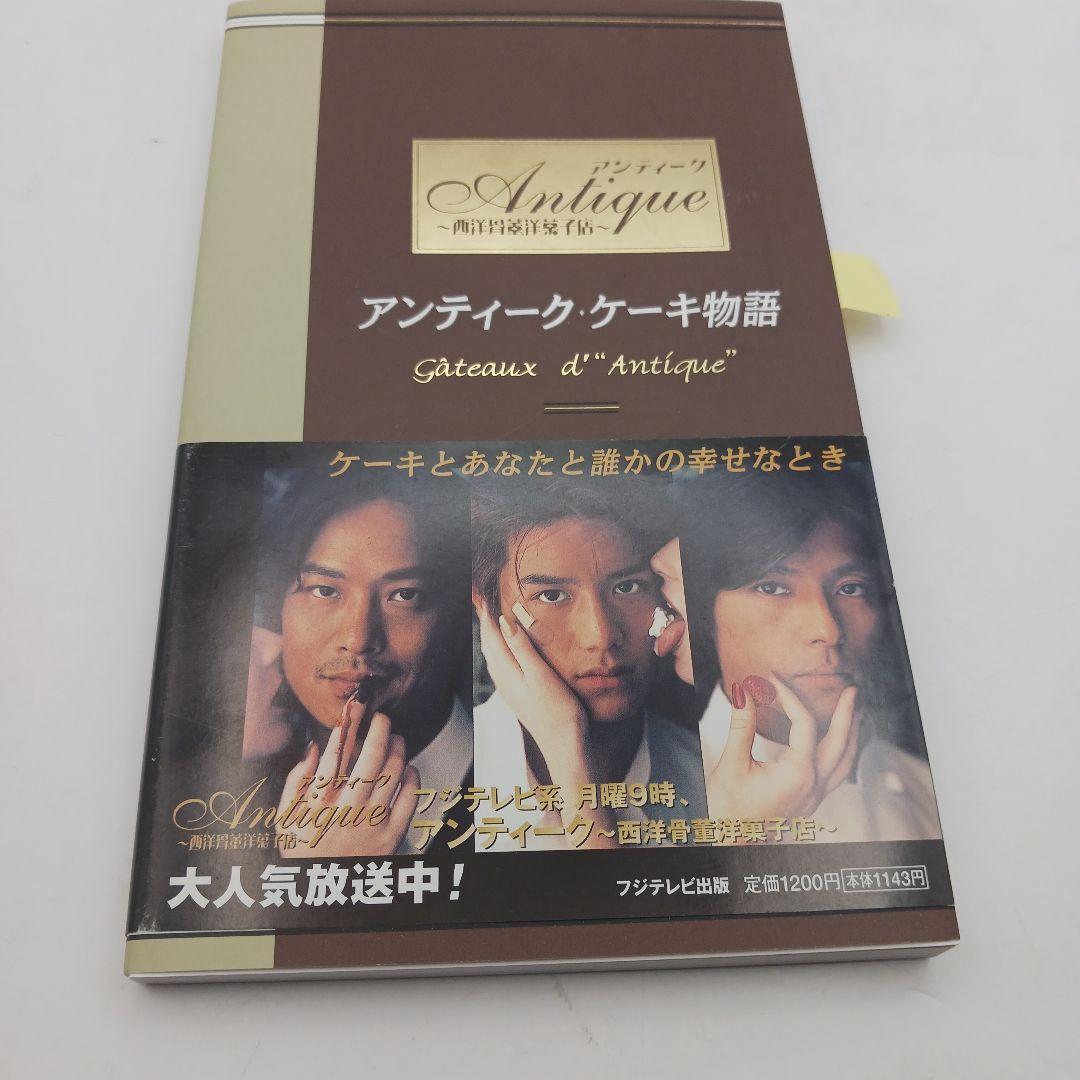 アンティーク
Antique
～西洋骨董洋菓子店～
アンティーク・ケーキ物語
Gâteaux d'“Antique”
ケーキとあなたと誰かの幸せなとき
アンティーク
Antique
～西洋骨董洋菓子店～
フジテレビ系 月曜9時、
アンティーク～西洋骨董洋菓子店～
大人気放送中!
フジテレビ出版 定価1200円 本体1143円